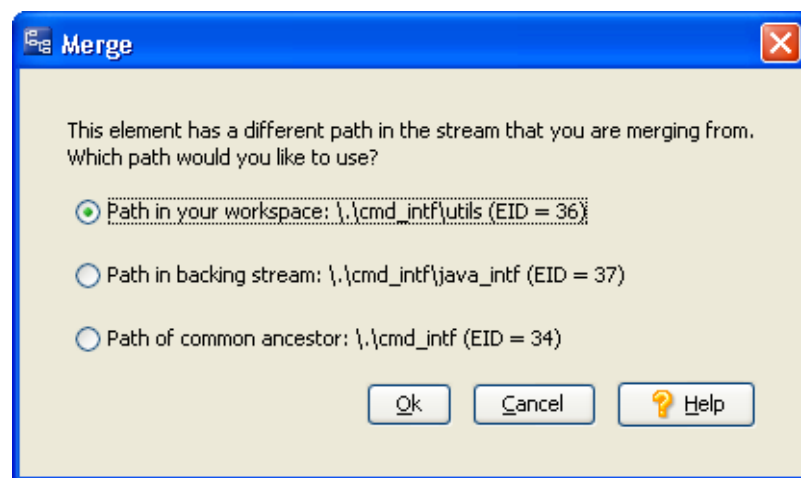 Merge
This element has a different path in the stream that you are merging from.
Which path would you like to use?
Path in your workspace: \.\cmd_intf\utils (EID = 36)
Path in backing stream: \.\cmd_intf\java_intf (EID = 37)
Path of common ancestor: \.\cmd_intf (EID = 34)
Ok Cancel ? Help